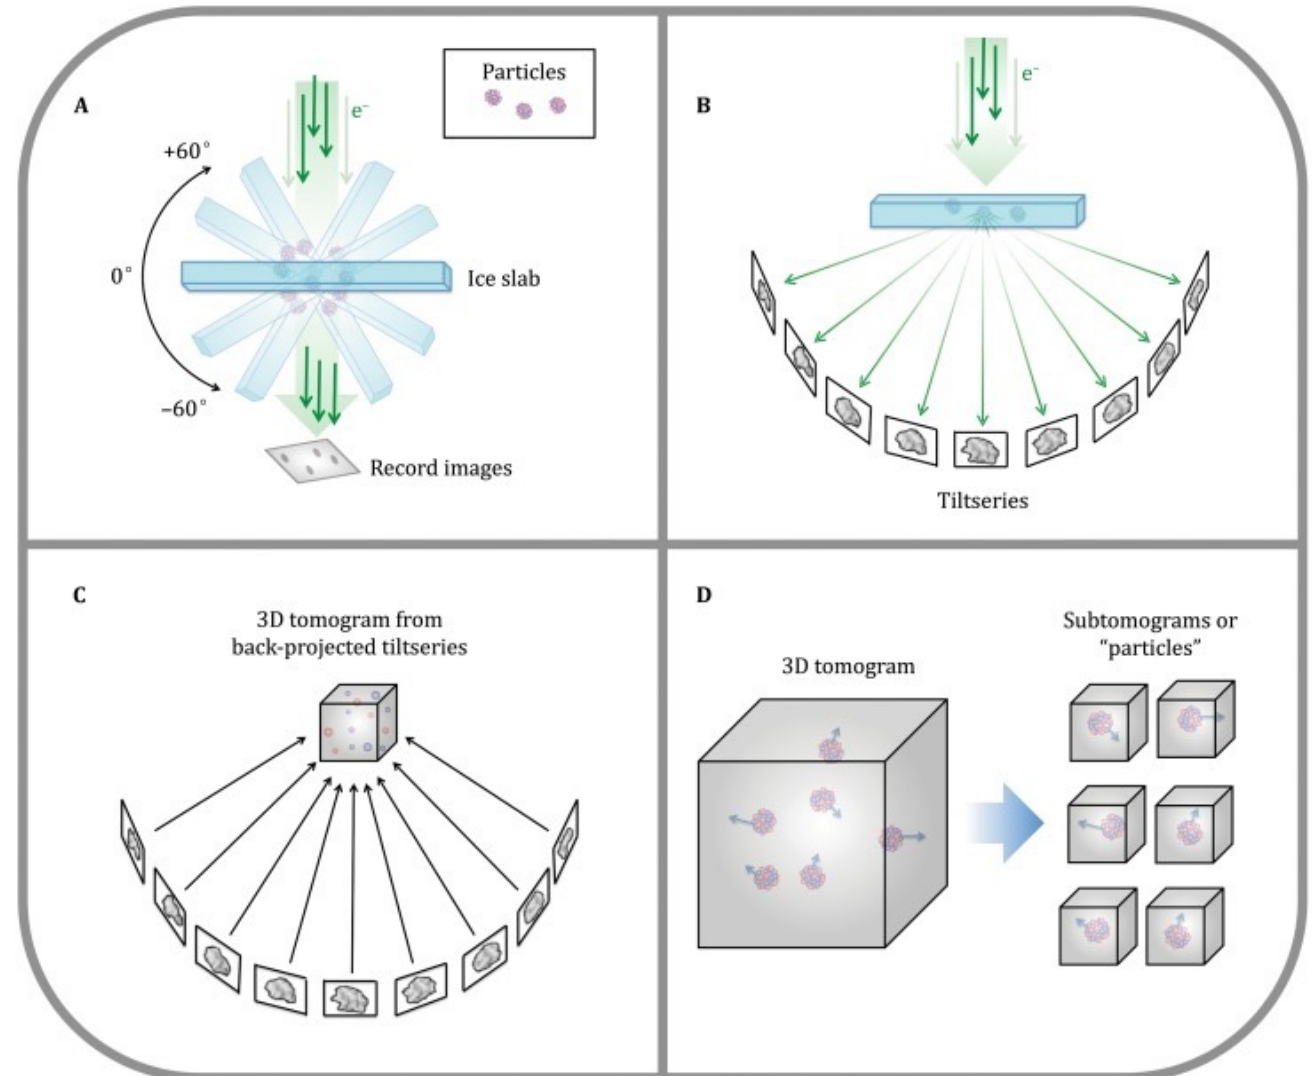 A
Particles
e⁻
+60°
0°
Ice slab
−60°
Record images
B
e⁻
Tiltseries
C
3D tomogram from
back-projected tiltseries
D
Subtomograms or
“particles”
3D tomogram